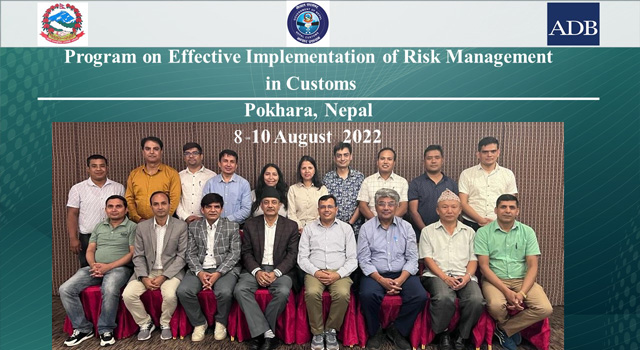 ADB
Program on Effective Implementation of Risk Management
in Customs
Pokhara, Nepal
8-10 August 2022